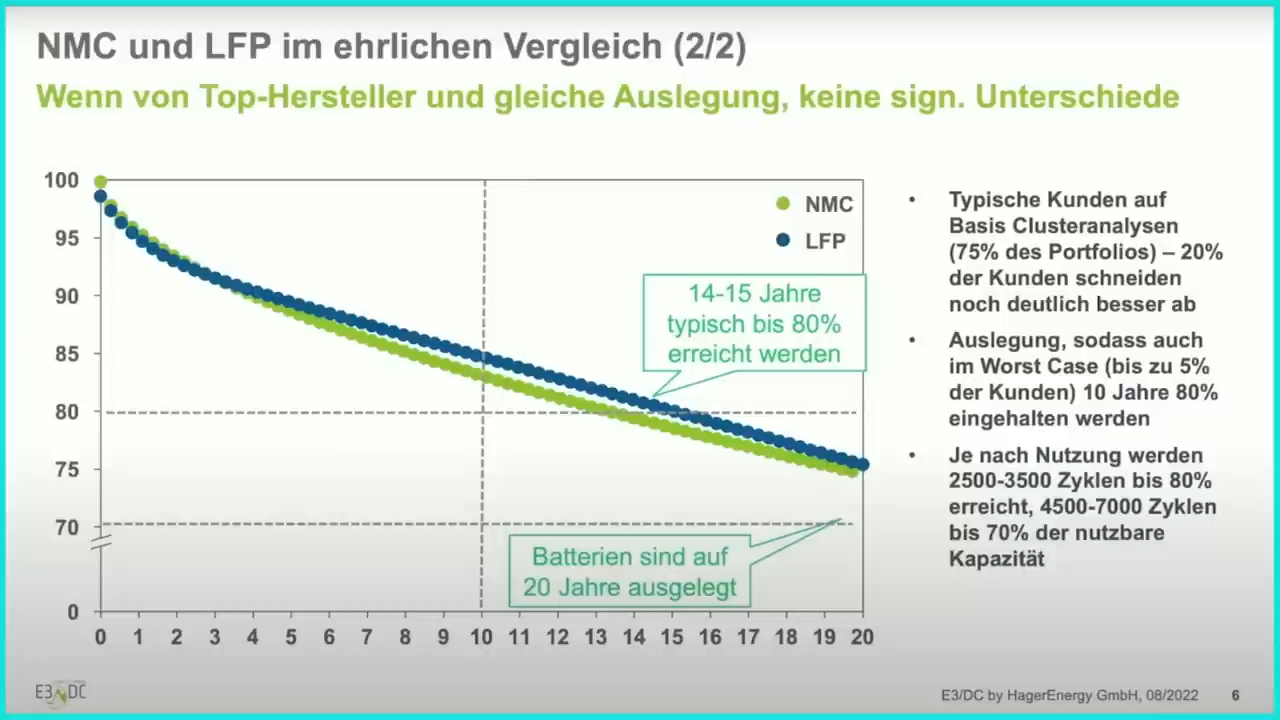 NMC und LFP im ehrlichen Vergleich (2/2)
Wenn von Top-Hersteller und gleiche Auslegung, keine sign. Unterschiede
100
95
90
85
80
75
70
0
NMC
LFP
14-15 Jahre
typisch bis 80%
erreicht werden
Batterien sind auf
20 Jahre ausgelegt
0 1 2 3 4 5 6 7 8 9 10 11 12 13 14 15 16 17 18 19 20
• Typische Kunden auf
Basis Clusteranalysen
(75% des Portfolios) – 20%
der Kunden schneiden
noch deutlich besser ab
• Auslegung, sodass auch
im Worst Case (bis zu 5%
der Kunden) 10 Jahre 80%
eingehalten werden
• Je nach Nutzung werden
2500-3500 Zyklen bis 80%
erreicht, 4500-7000 Zyklen
bis 70% der nutzbare
Kapazität
E3/DC
E3/DC by HagerEnergy GmbH, 08/2022 6